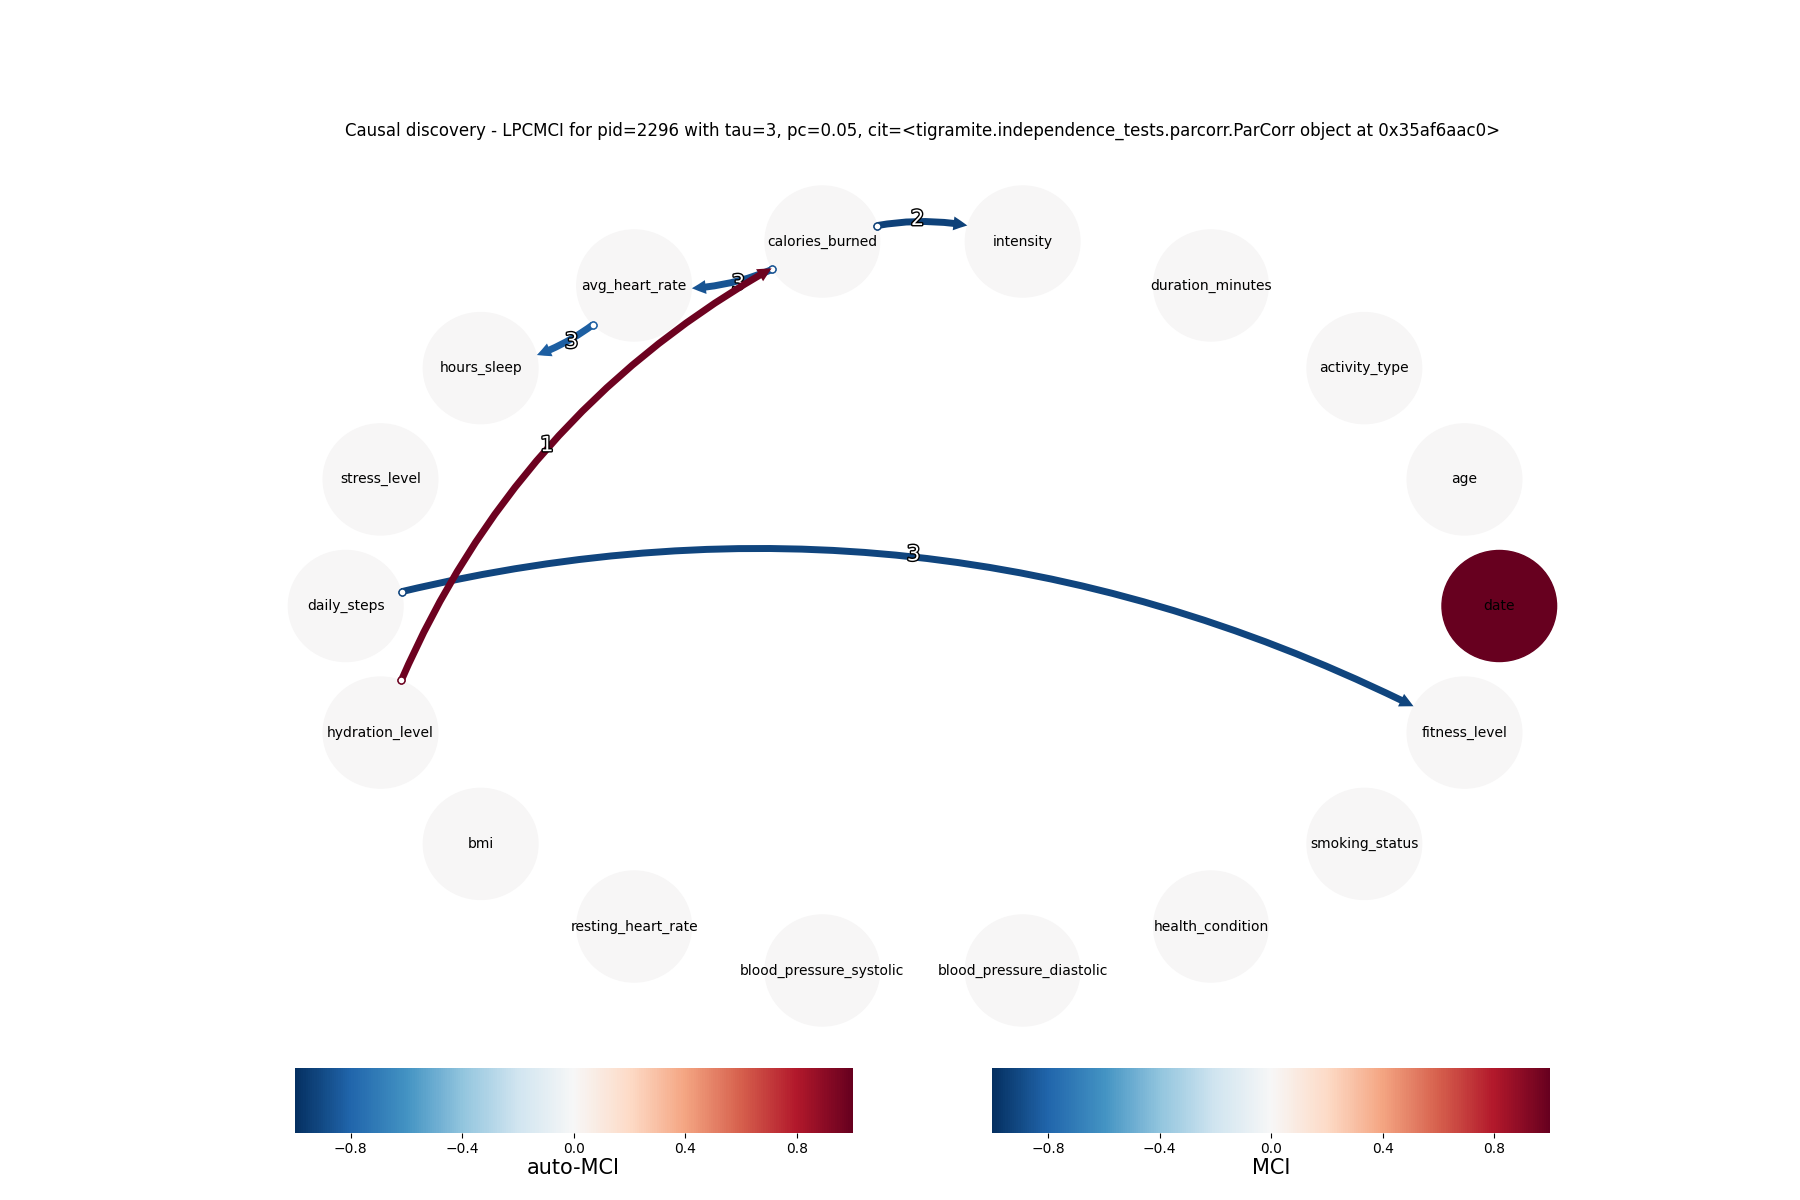 Causal discovery - LPCMCI for pid=2296 with tau=3, pc=0.05, cit=<tigramite.independence_tests.parcorr.ParCorr object at 0x35af6aac0>
2
calories_burned
intensity
3
avg_heart_rate
duration_minutes
3
hours_sleep
activity_type
1
stress_level
age
3
daily_steps
date
hydration_level
fitness_level
bmi
smoking_status
resting_heart_rate
health_condition
blood_pressure_systolic
blood_pressure_diastolic
−0.8 −0.4 0.0 0.4 0.8
auto-MCI
−0.8 −0.4 0.0 0.4 0.8
MCI